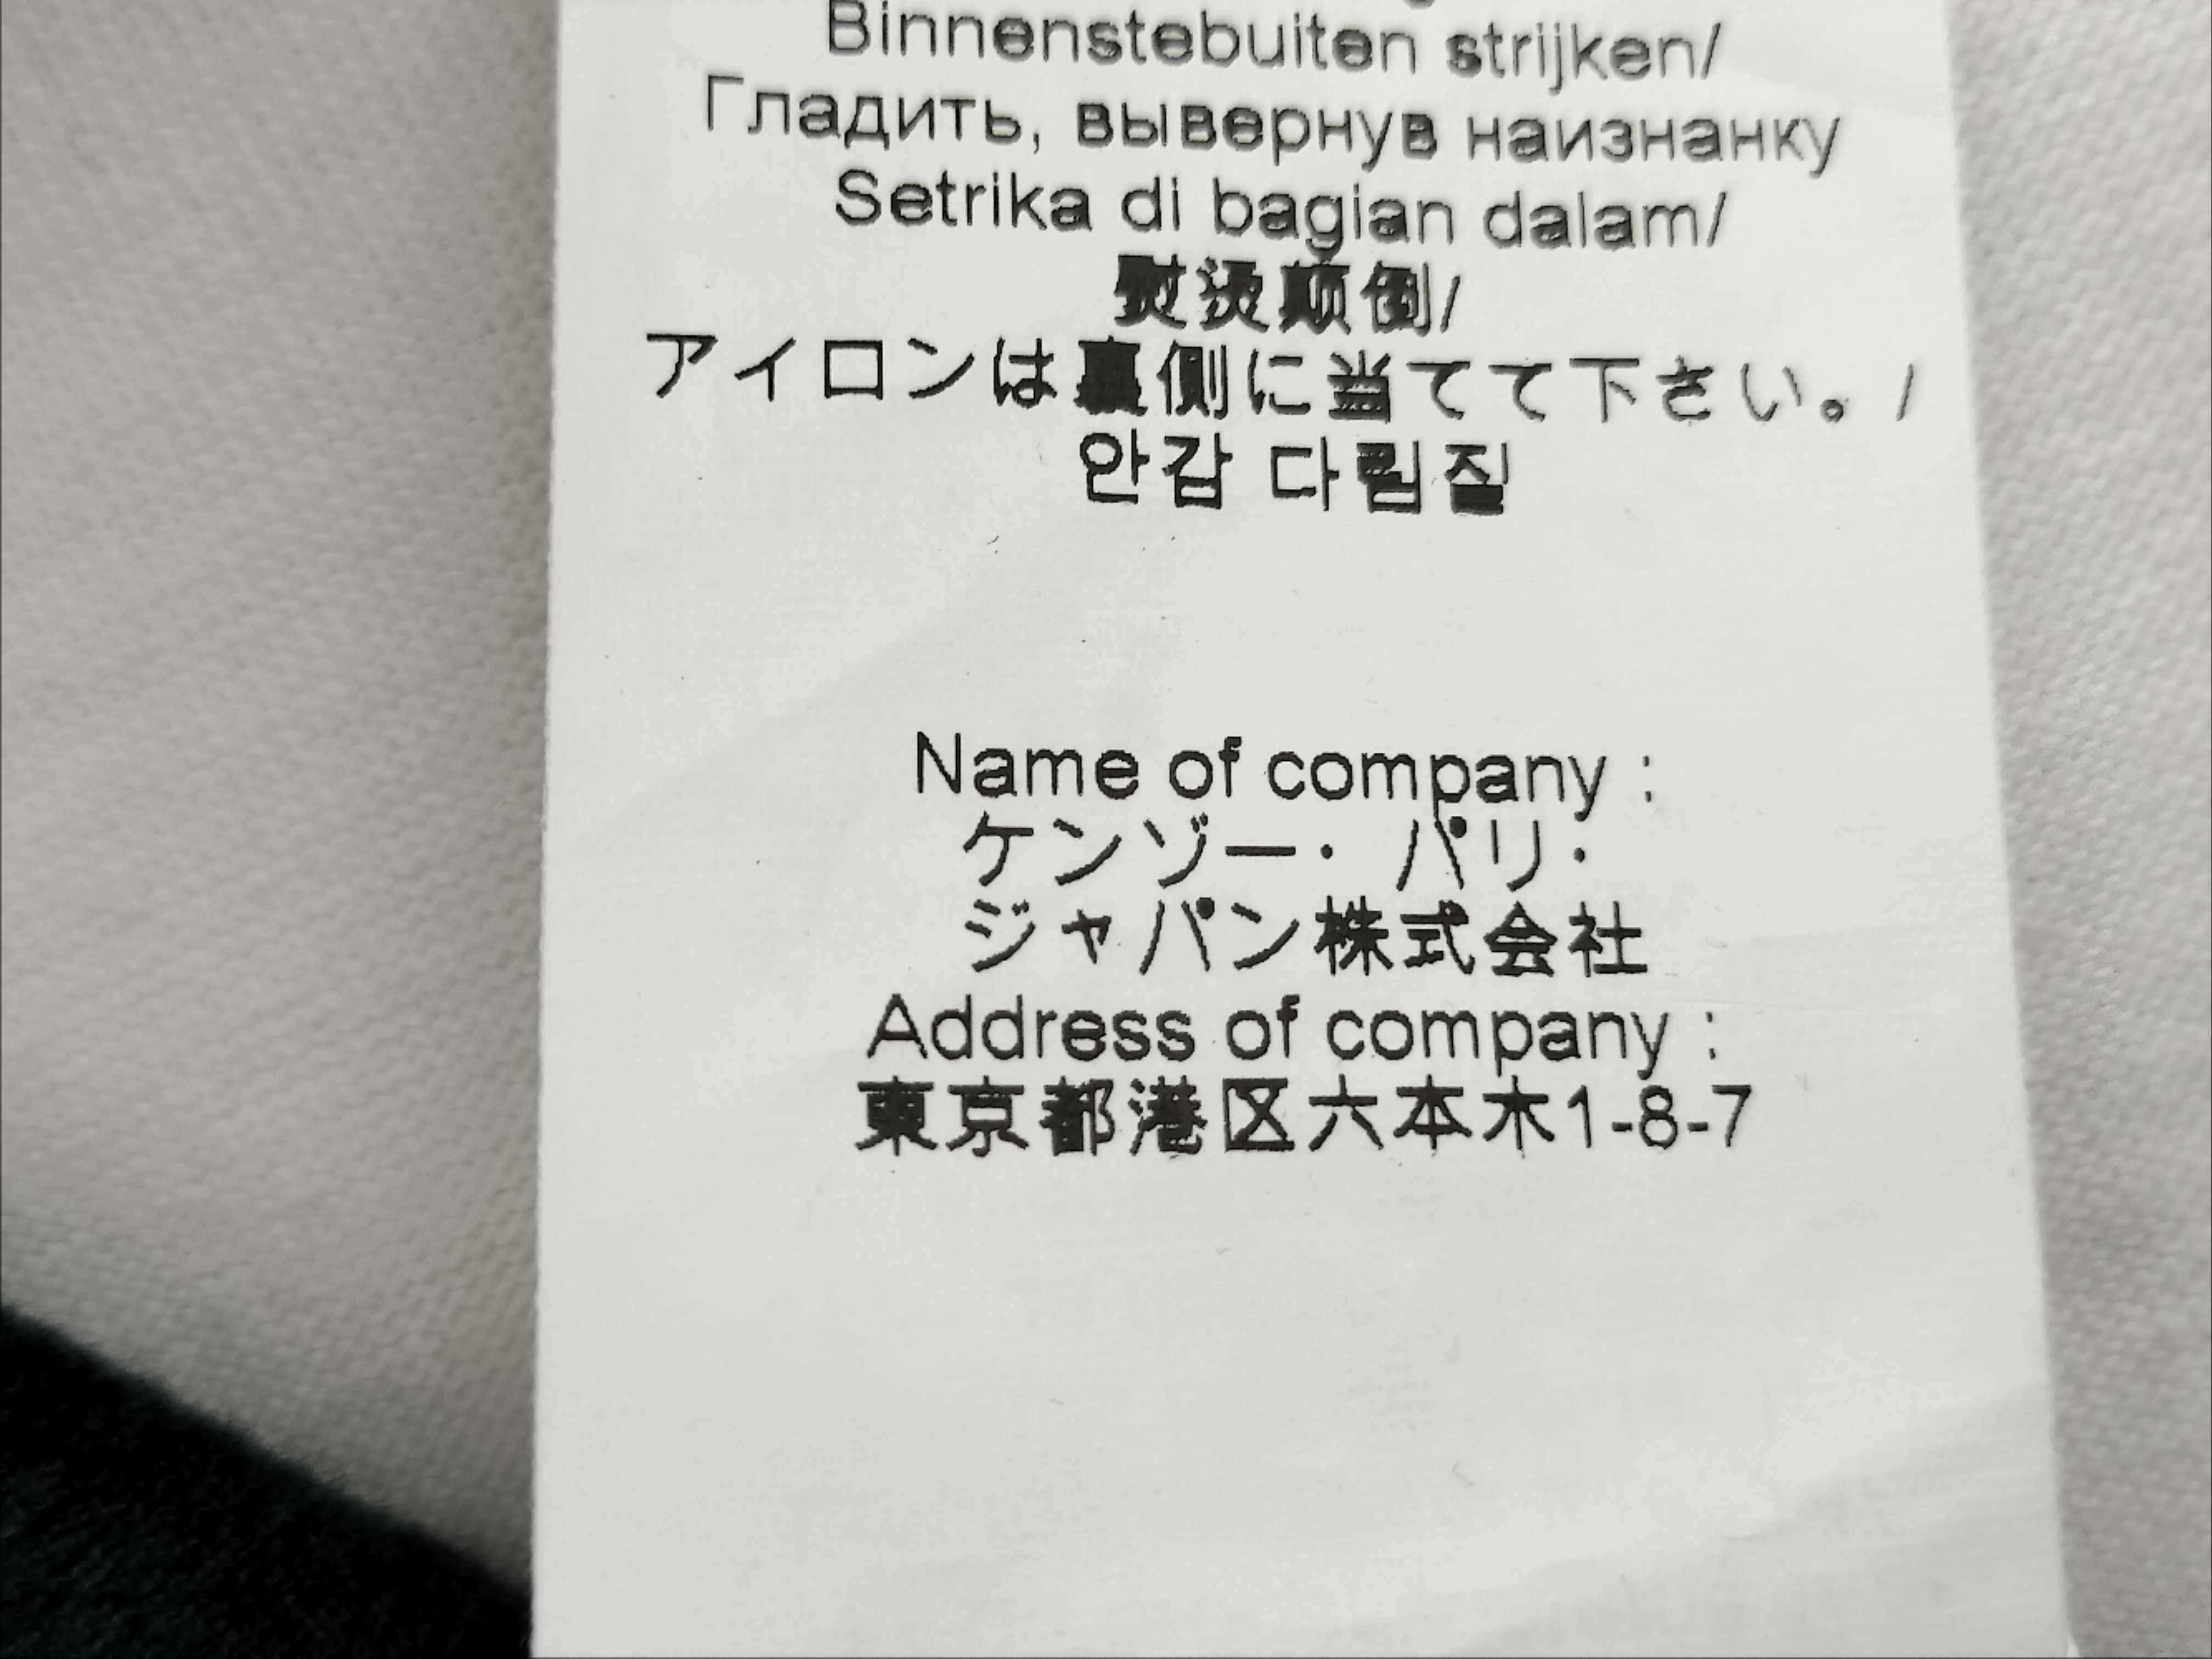 Binnenstebuiten strijken/
Гладить, вывернув наизнанку
Setrika di bagian dalam/
熨烫颠倒/
アイロンは裏側に当てて下さい。/
안감 다림질
Name of company :
ケンゾー・パリ・
ジャパン株式会社
Address of company :
東京都港区六本木1-8-7